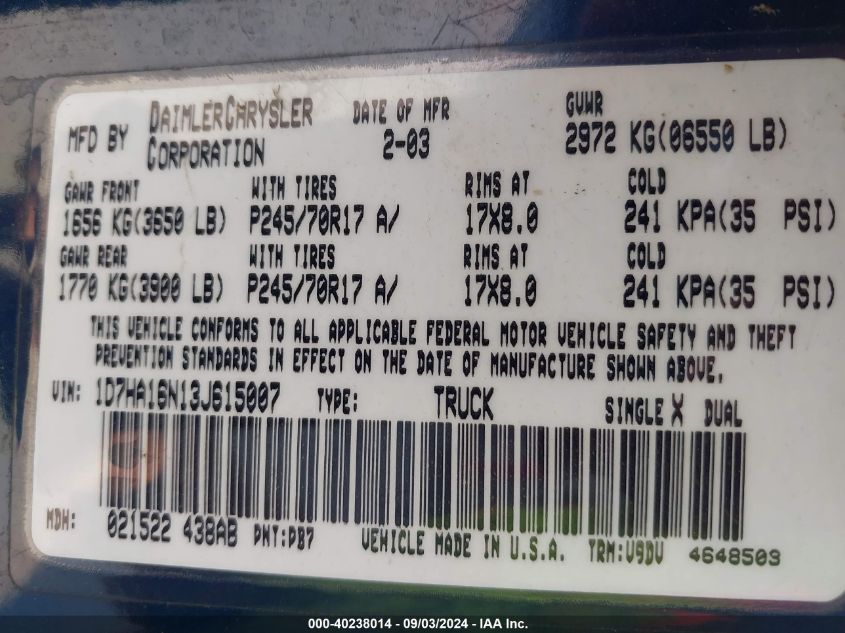 MFD BY DAIMLERCHRYSLER CORPORATION DATE OF MFR 2-03 GVWR 2972 KG(06550 LB)
GAWR FRONT WITH TIRES RIMS AT COLD
1656 KG(3650 LB) P245/70R17 A/ 17X8.0 241 KPA(35 PSI)
GAWR REAR WITH TIRES RIMS AT COLD
1770 KG(3900 LB) P245/70R17 A/ 17X8.0 241 KPA(35 PSI)
THIS VEHICLE CONFORMS TO ALL APPLICABLE FEDERAL MOTOR VEHICLE SAFETY AND THEFT
PREVENTION STANDARDS IN EFFECT ON THE DATE OF MANUFACTURE SHOWN ABOVE.
VIN: 1D7HA16N13J615007 TYPE: TRUCK SINGLE X DUAL
MDH: 021522 438AB PNT:PB7 VEHICLE MADE IN U.S.A. TRM:V9DV 4648503
000-40238014 - 09/03/2024 - IAA Inc.